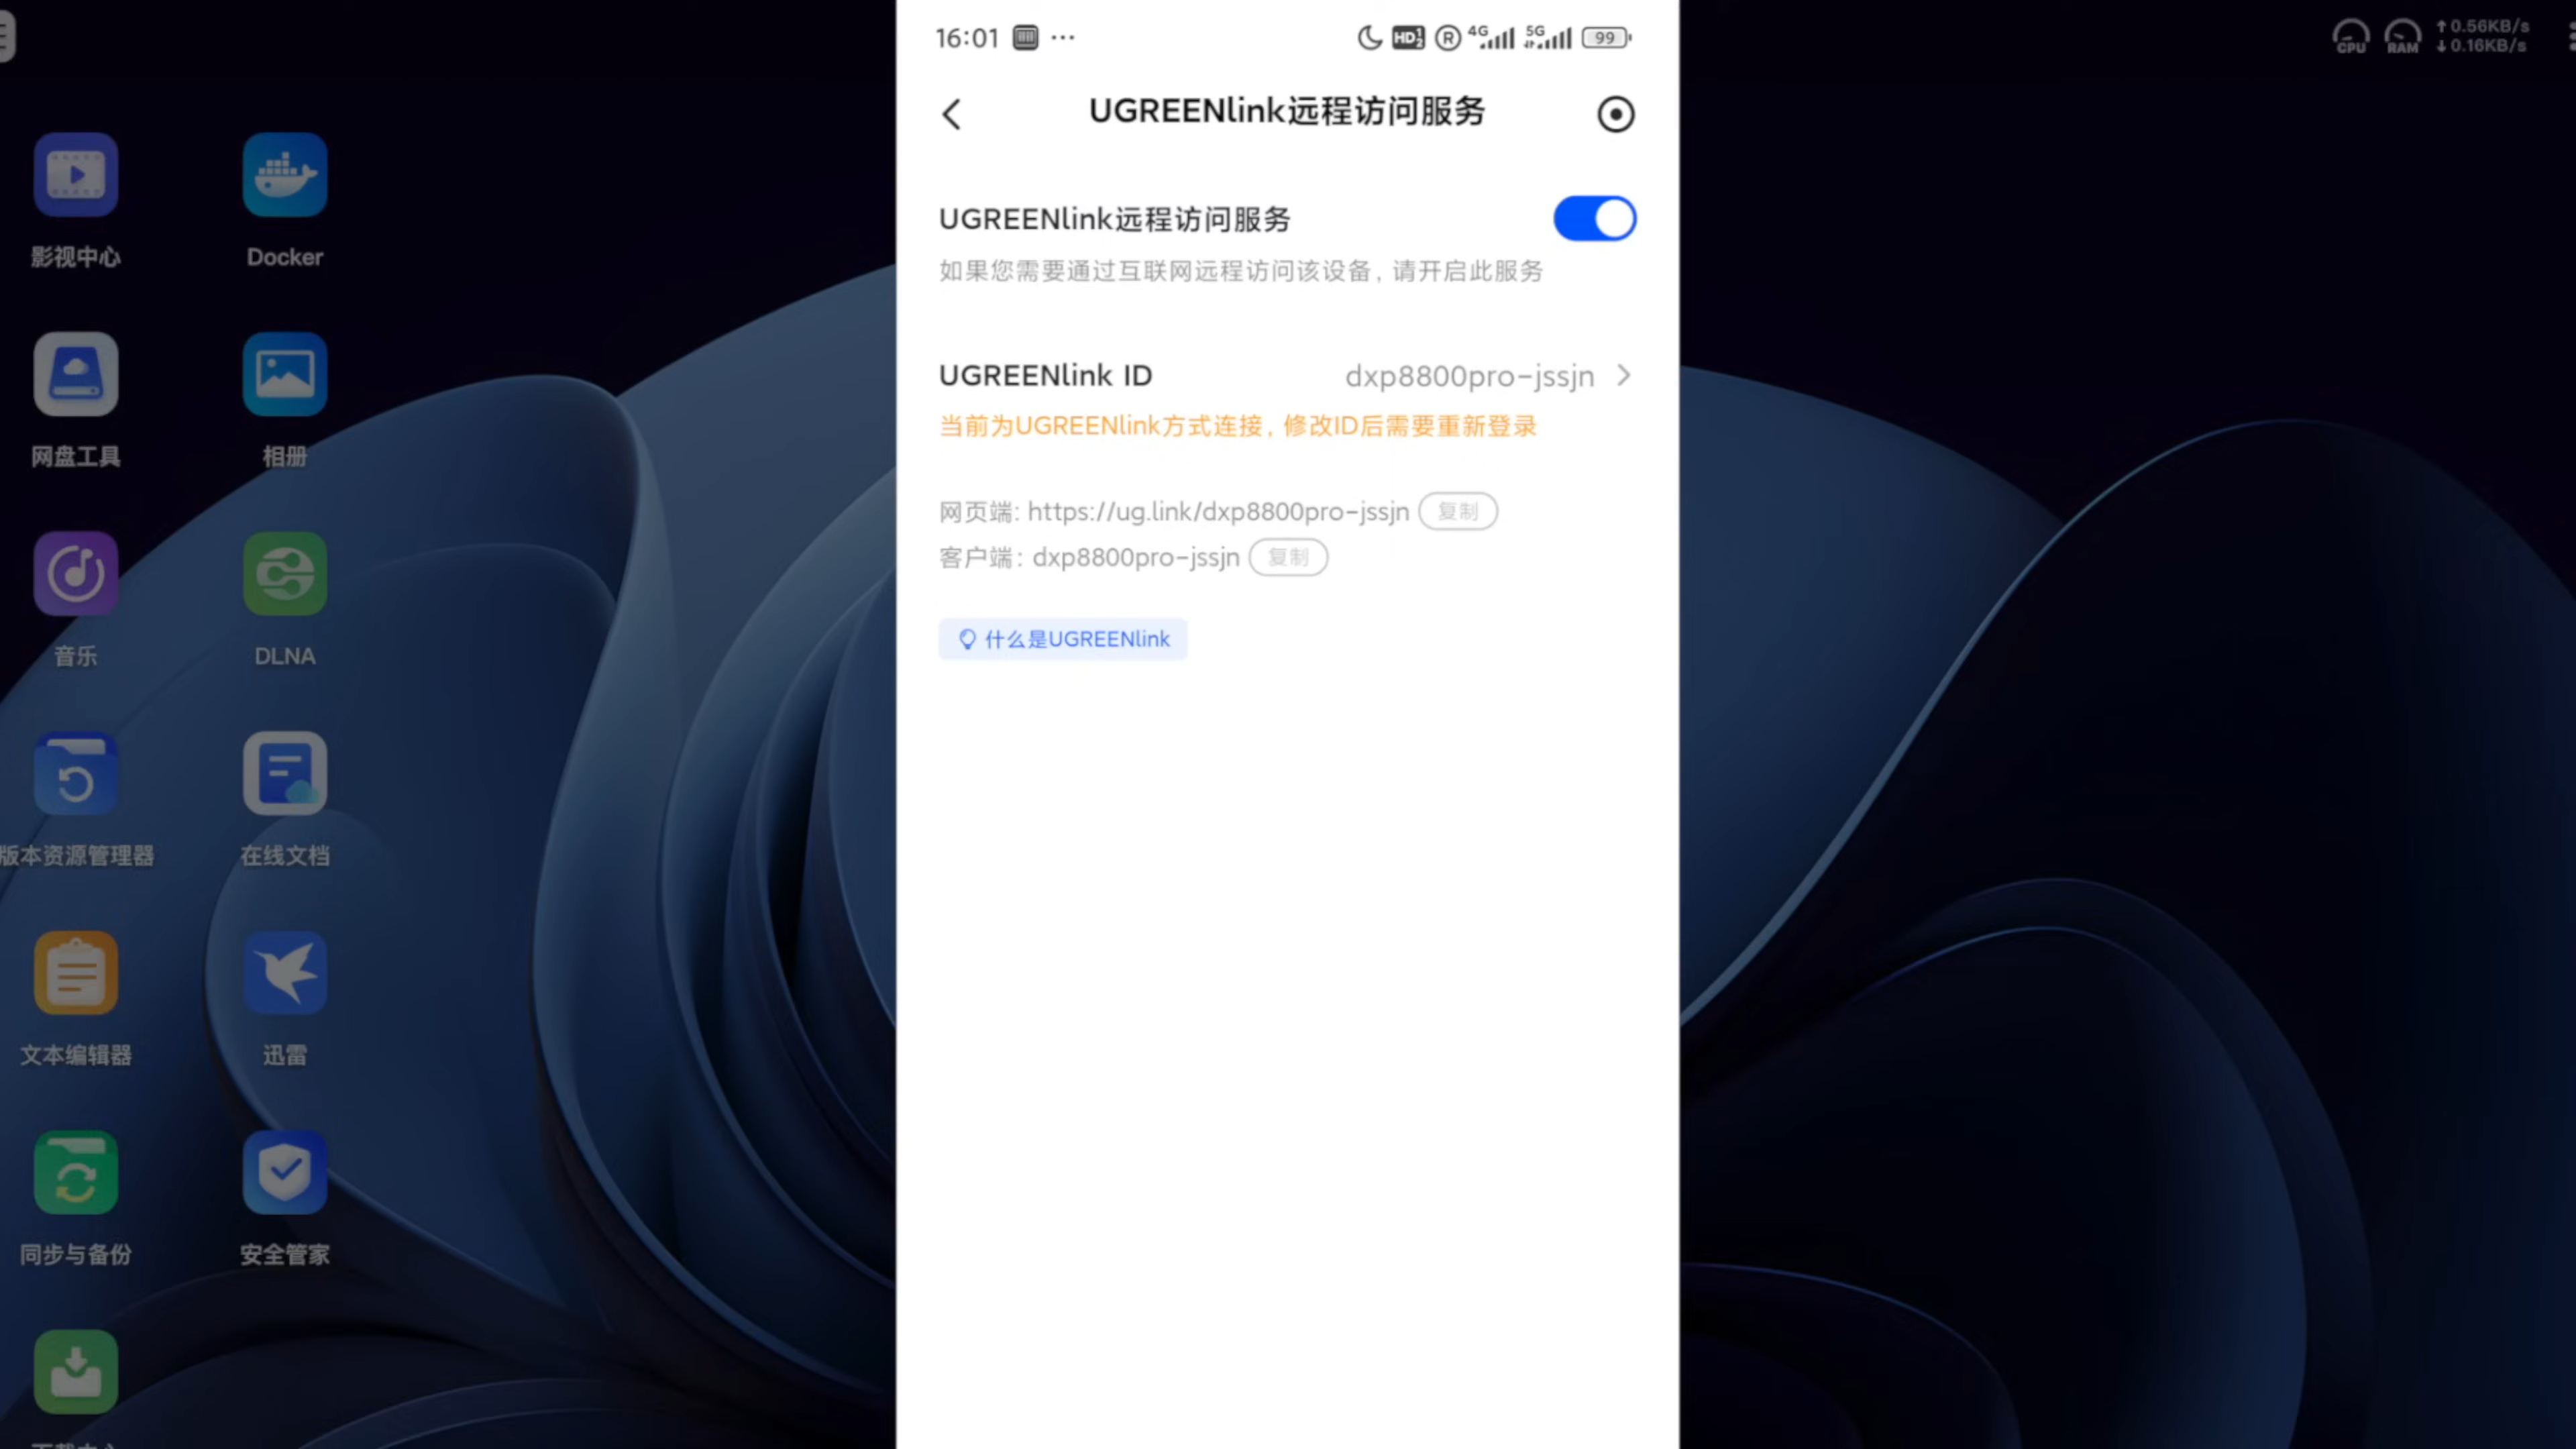 16:01
HD 1 2
R
4G
5G
99
UGREENlink远程访问服务
UGREENlink远程访问服务
如果您需要通过互联网远程访问该设备, 请开启此服务
UGREENlink ID
dxp8800pro-jssjn
当前为UGREENlink方式连接, 修改ID后需要重新登录
网页端: https://ug.link/dxp8800pro-jssjn 复制
客户端: dxp8800pro-jssjn 复制
什么是UGREENlink
CPU
RAM
0.56KB/s
0.16KB/s
影视中心
Docker
网盘工具
相册
音乐
DLNA
版本资源管理器
在线文档
文本编辑器
迅雷
同步与备份
安全管家